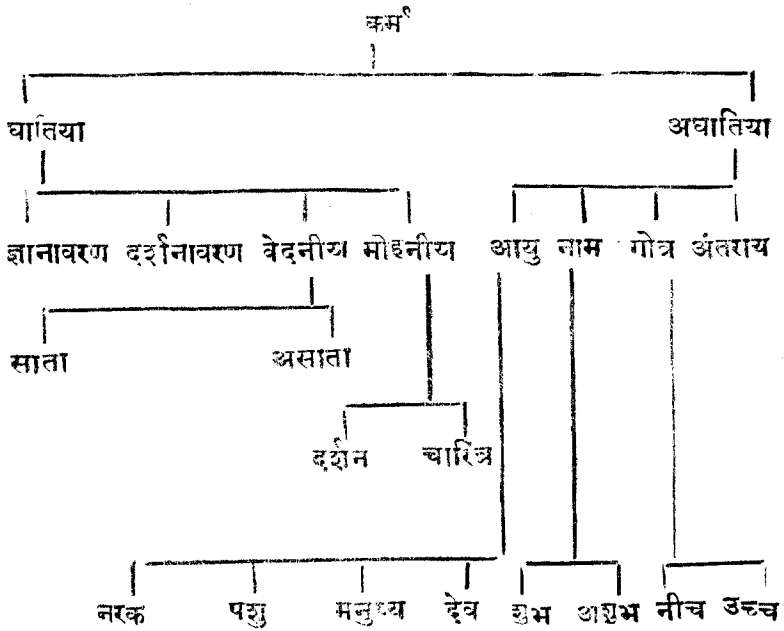 कर्म
घातिया अघातिया
ज्ञानावरण दर्शनावरण वेदनीय मोहनीय आयु नाम गोत्र अंतराय
साता असाता
दर्शन चारित्र
नरक पशु मनुष्य देव शुभ अशुभ नीच उच्च